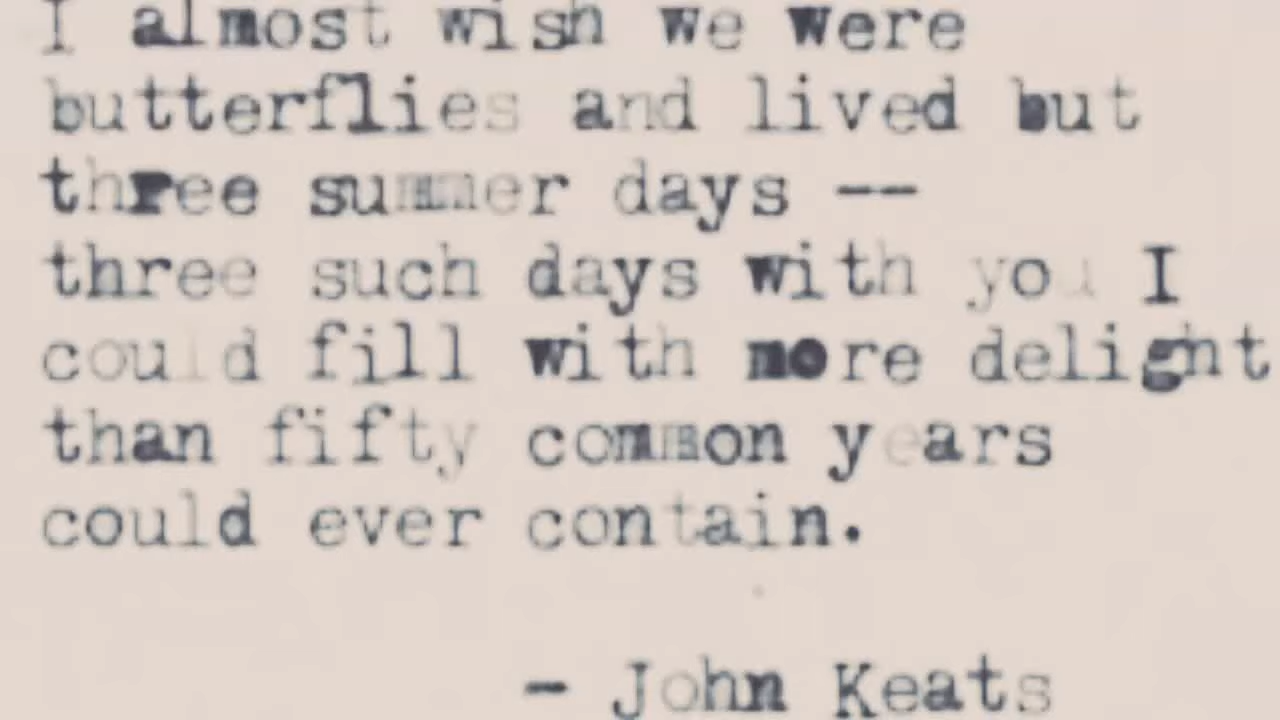 I almost wish we were
butterflies and lived but
three summer days --
three such days with you I
could fill with more delight
than fifty common years
could ever contain.
- John Keats